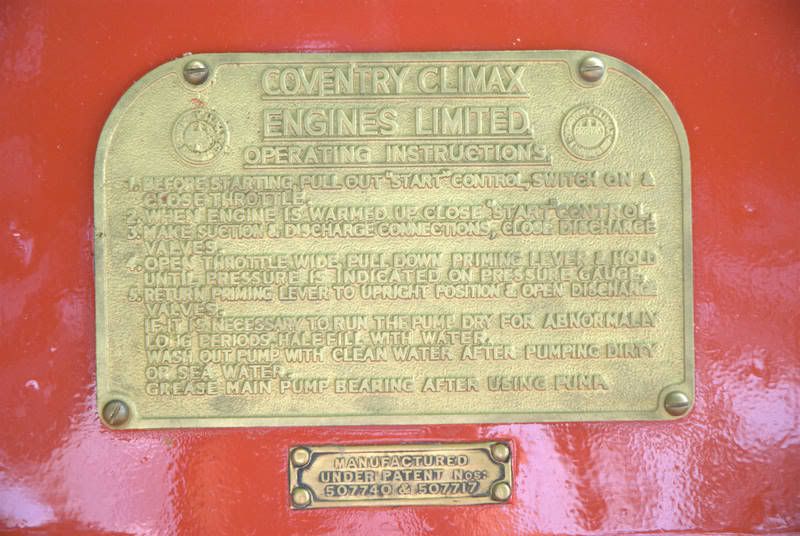 COVENTRY CLIMAX
ENGINES LIMITED.
OPERATING INSTRUCTIONS.
1. BEFORE STARTING, PULL OUT "START" CONTROL, SWITCH ON &
CLOSE THROTTLE.
2. WHEN ENGINE IS WARMED UP, CLOSE "START" CONTROL.
3. MAKE SUCTION & DISCHARGE CONNECTIONS, CLOSE DISCHARGE
VALVES.
4. OPEN THROTTLE WIDE, PULL DOWN PRIMING LEVER & HOLD
UNTIL PRESSURE IS INDICATED ON PRESSURE GAUGE.
5. RETURN PRIMING LEVER TO UPRIGHT POSITION & OPEN DISCHARGE
VALVES.
IF IT IS NECESSARY TO RUN THE PUMP DRY FOR ABNORMALLY
LONG PERIODS, HALF FILL WITH WATER.
WASH OUT PUMP WITH CLEAN WATER AFTER PUMPING DIRTY
OR SEA WATER.
GREASE MAIN PUMP BEARING AFTER USING PUMP.
MANUFACTURED
UNDER PATENT NOS:
507740 & 507717